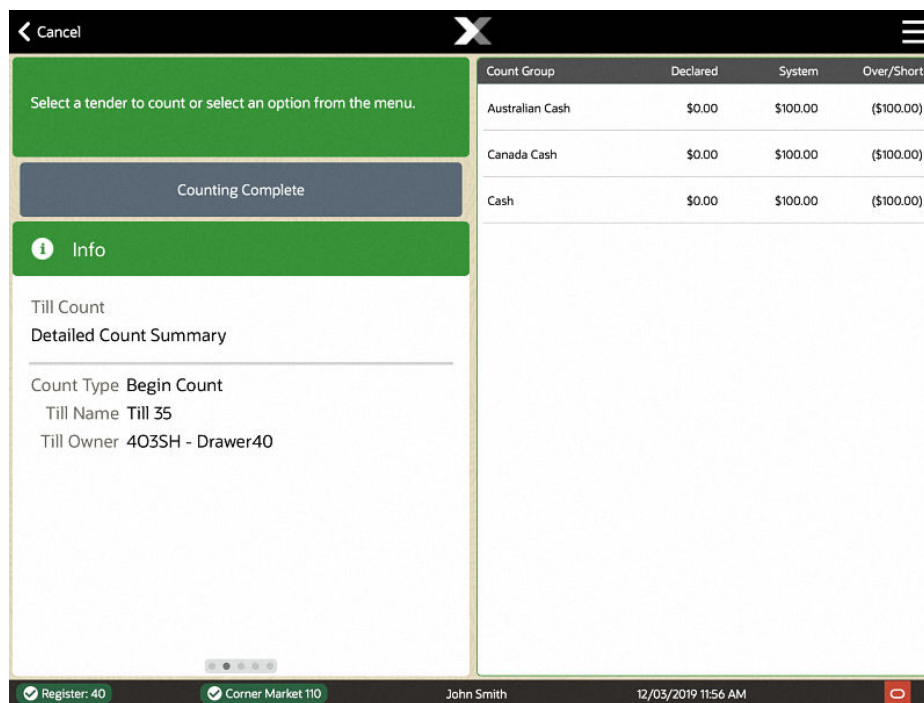 Cancel
Select a tender to count or select an option from the menu.
Counting Complete
Info
Till Count
Detailed Count Summary
Count Type Begin Count
Till Name Till 35
Till Owner 4O3SH - Drawer40
Count Group Declared System Over/Short
Australian Cash $0.00 $100.00 ($100.00)
Canada Cash $0.00 $100.00 ($100.00)
Cash $0.00 $100.00 ($100.00)
Register: 40 Corner Market 110 John Smith 12/03/2019 11:56 AM